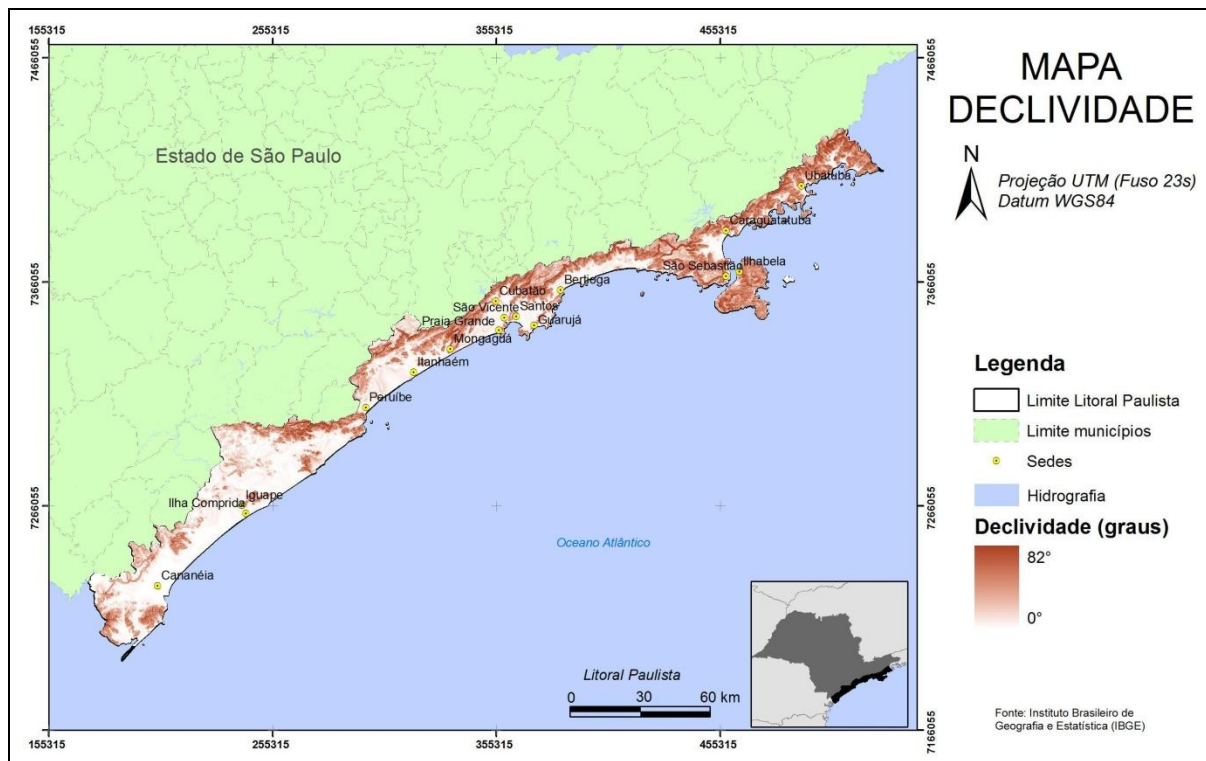 155315 255315 355315 455315
7466055 7466055
7366055 7366055
7266055 7266055
7166055
155315 255315 355315 455315
Estado de São Paulo
Ubatuba
Caraguatatuba
Ilhabela
São Sebastião
Bertioga
Cubatão
Santos
São Vicente
Guarujá
Praia Grande
Mongaguá
Itanhaém
Peruíbe
Iguape
Ilha Comprida
Cananéia
Oceano Atlântico
Litoral Paulista
0 30 60 km
MAPA
DECLIVIDADE
N
Projeção UTM (Fuso 23s)
Datum WGS84
Legenda
Limite Litoral Paulista
Limite municípios
Sedes
Hidrografia
Declividade (graus)
82°
0°
Fonte: Instituto Brasileiro de
Geografia e Estatística (IBGE)